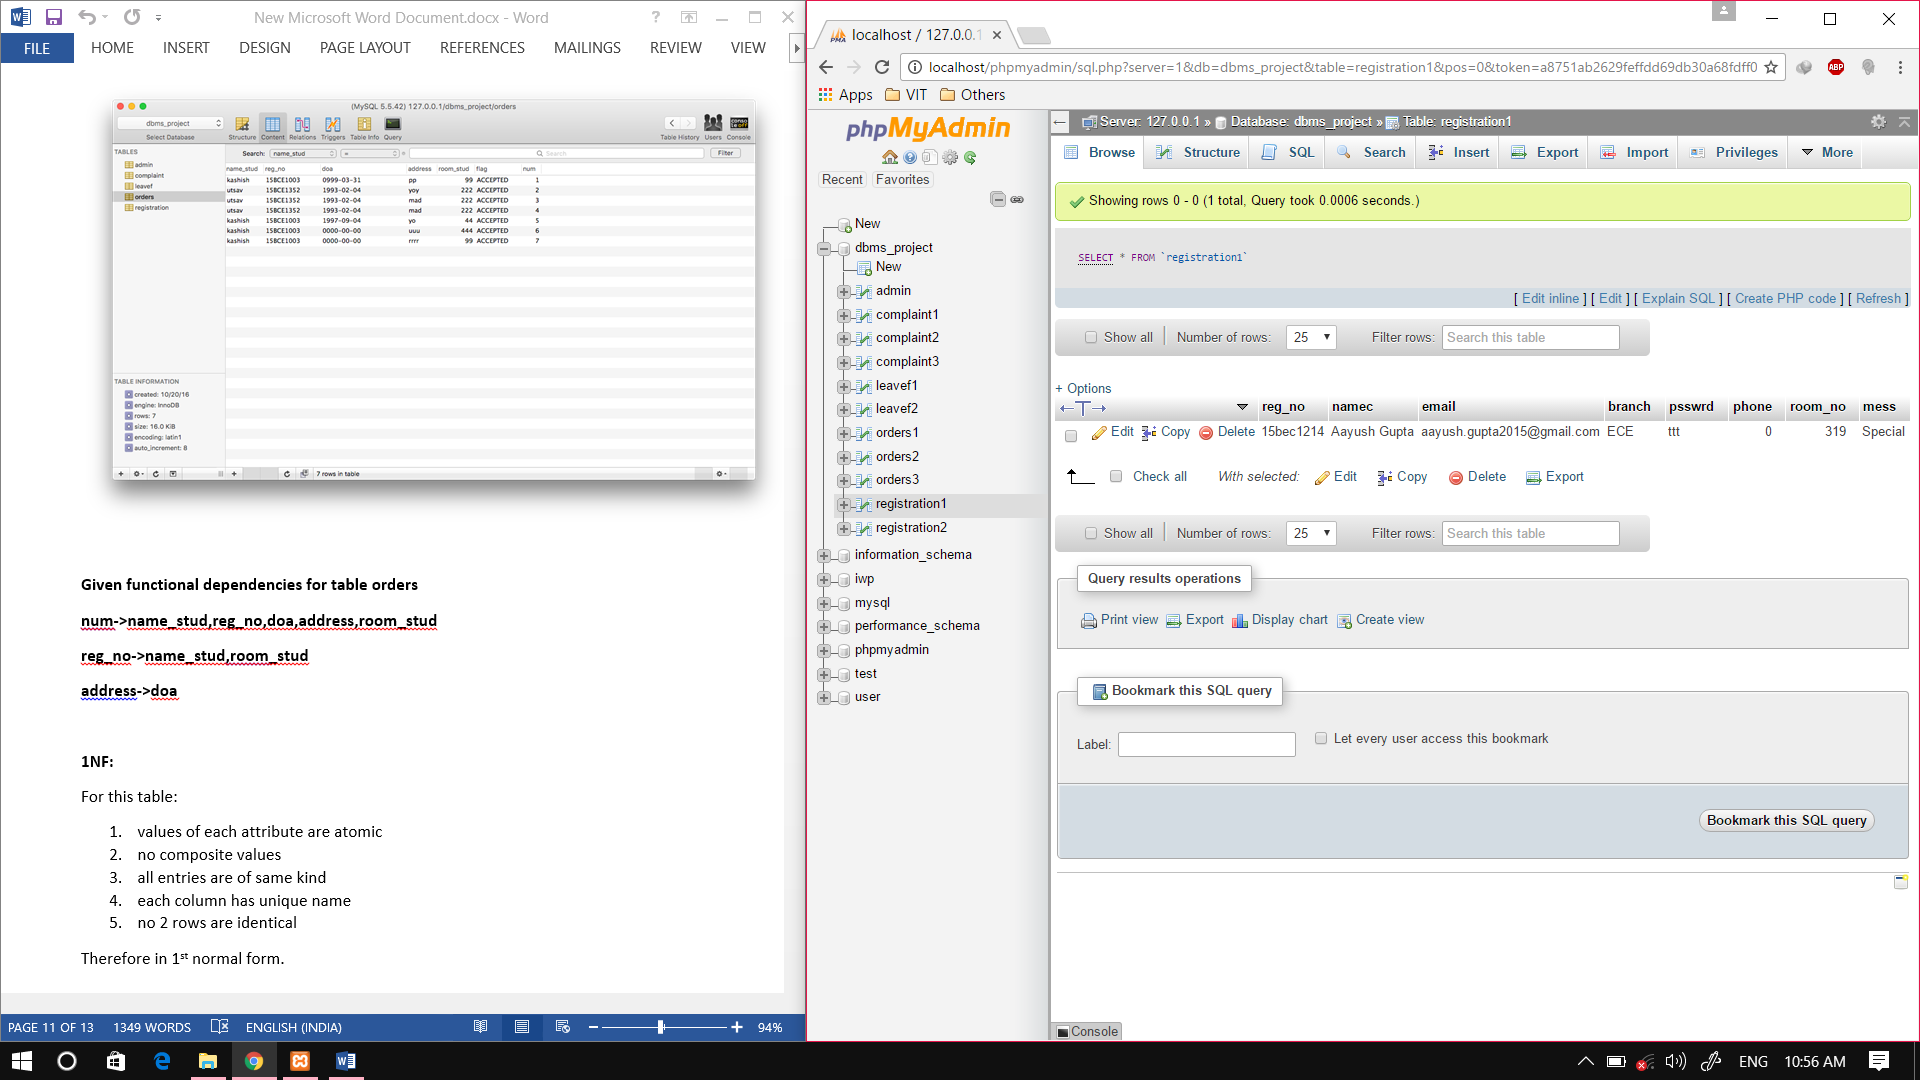 New Microsoft Word Document.docx - Word
FILE HOME INSERT DESIGN PAGE LAYOUT REFERENCES MAILINGS REVIEW VIEW
(MySQL 5.5.42) 127.0.0.1/dbms_project/orders
dbms_project
Select Database Structure Content Relations Triggers Table Info Query Table History Users Console
TABLES
admin
complaint
leavef
orders
registration
Search: name_stud = Search Filter
name_stud reg_no doa address room_stud flag num
kashish 15BCE1003 0999-03-31 pp 99 ACCEPTED 1
utsav 15BCE1352 1993-02-04 yoy 222 ACCEPTED 2
utsav 15BCE1352 1993-02-04 mad 222 ACCEPTED 3
utsav 15BCE1352 1993-02-04 mad 222 ACCEPTED 4
kashish 15BCE1003 1997-09-04 yo 44 ACCEPTED 5
kashish 15BCE1003 0000-00-00 uuu 444 ACCEPTED 6
kashish 15BCE1003 0000-00-00 rrrr 99 ACCEPTED 7
TABLE INFORMATION
created: 10/20/16
engine: InnoDB
rows: 7
size: 16.0 KiB
encoding: latin1
auto_increment: 8
7 rows in table
Given functional dependencies for table orders
num->name_stud,reg_no,doa,address,room_stud
reg_no->name_stud,room_stud
address->doa
1NF:
For this table:
1. values of each attribute are atomic
2. no composite values
3. all entries are of same kind
4. each column has unique name
5. no 2 rows are identical
Therefore in 1st normal form.
PAGE 11 OF 13 1349 WORDS ENGLISH (INDIA) 94%
localhost / 127.0.0.1
localhost/phpmyadmin/sql.php?server=1&db=dbms_project&table=registration1&pos=0&token=a8751ab2629feffdd69db30a68fdff0
ABP
Apps VIT Others
phpMyAdmin
Recent Favorites
New
dbms_project
New
admin
complaint1
complaint2
complaint3
leavef1
leavef2
orders1
orders2
orders3
registration1
registration2
information_schema
iwp
mysql
performance_schema
phpmyadmin
test
user
Server: 127.0.0.1 » Database: dbms_project » Table: registration1
Browse Structure SQL Search Insert Export Import Privileges More
Showing rows 0 - 0 (1 total, Query took 0.0006 seconds.)
SELECT * FROM `registration1`
[ Edit inline ] [ Edit ] [ Explain SQL ] [ Create PHP code ] [ Refresh ]
Show all Number of rows: 25 Filter rows: Search this table
+ Options
reg_no namec email branch psswrd phone room_no mess
Edit Copy Delete 15bec1214 Aayush Gupta aayush.gupta2015@gmail.com ECE ttt 0 319 Special
Check all With selected: Edit Copy Delete Export
Show all Number of rows: 25 Filter rows: Search this table
Query results operations
Print view Export Display chart Create view
Bookmark this SQL query
Label: Let every user access this bookmark
Bookmark this SQL query
Console
ENG 10:56 AM